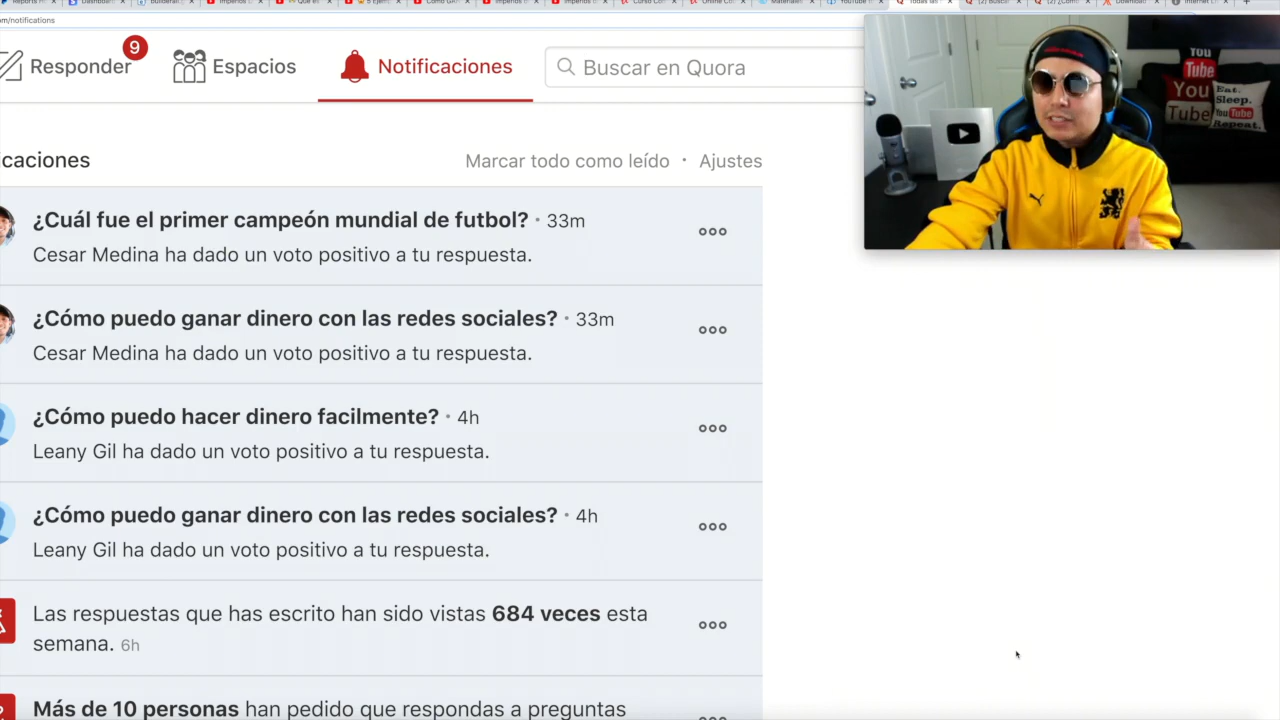 om/notifications
Responder
9
Espacios
Notificaciones
Buscar en Quora
icaciones
Marcar todo como leído · Ajustes
¿Cuál fue el primer campeón mundial de futbol? · 33m
Cesar Medina ha dado un voto positivo a tu respuesta.
¿Cómo puedo ganar dinero con las redes sociales? · 33m
Cesar Medina ha dado un voto positivo a tu respuesta.
¿Cómo puedo hacer dinero facilmente? · 4h
Leany Gil ha dado un voto positivo a tu respuesta.
¿Cómo puedo ganar dinero con las redes sociales? · 4h
Leany Gil ha dado un voto positivo a tu respuesta.
Las respuestas que has escrito han sido vistas 684 veces esta
semana. 6h
Más de 10 personas han pedido que respondas a preguntas
You
Tube
You
Tube
Eat.
Sleep.
YouTube
Repeat.